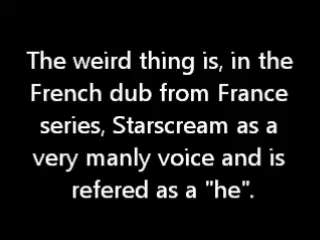 The weird thing is, in the
French dub from France
series, Starscream as a
very manly voice and is
refered as a "he".